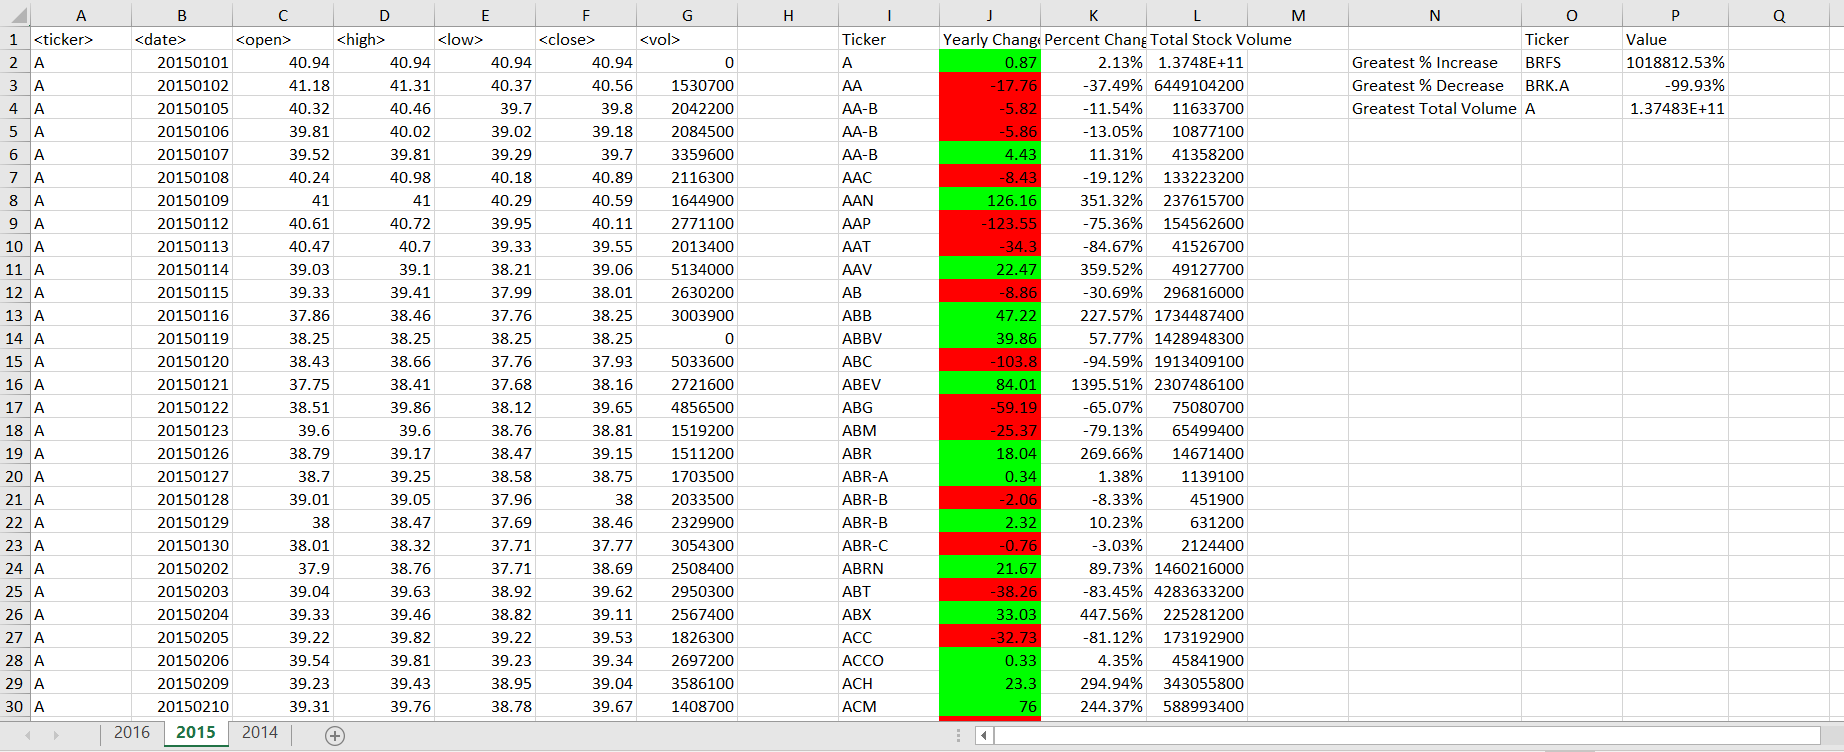 A B C D E F G H I J K L M N O P Q
1 <ticker> <date> <open> <high> <low> <close> <vol> Ticker Yearly Change Percent Chang Total Stock Volume Ticker Value
2 A 20150101 40.94 40.94 40.94 40.94 0 A 0.87 2.13% 1.3748E+11 Greatest % Increase BRFS 1018812.53%
3 A 20150102 41.18 41.31 40.37 40.56 1530700 AA -17.76 -37.49% 6449104200 Greatest % Decrease BRK.A -99.93%
4 A 20150105 40.32 40.46 39.7 39.8 2042200 AA-B -5.82 -11.54% 11633700 Greatest Total Volume A 1.37483E+11
5 A 20150106 39.81 40.02 39.02 39.18 2084500 AA-B -5.86 -13.05% 10877100
6 A 20150107 39.52 39.81 39.29 39.7 3359600 AA-B 4.43 11.31% 41358200
7 A 20150108 40.24 40.98 40.18 40.89 2116300 AAC -8.43 -19.12% 133223200
8 A 20150109 41 41 40.29 40.59 1644900 AAN 126.16 351.32% 237615700
9 A 20150112 40.61 40.72 39.95 40.11 2771100 AAP -123.55 -75.36% 154562600
10 A 20150113 40.47 40.7 39.33 39.55 2013400 AAT -34.3 -84.67% 41526700
11 A 20150114 39.03 39.1 38.21 39.06 5134000 AAV 22.47 359.52% 49127700
12 A 20150115 39.33 39.41 37.99 38.01 2630200 AB -8.86 -30.69% 296816000
13 A 20150116 37.86 38.46 37.76 38.25 3003900 ABB 47.22 227.57% 1734487400
14 A 20150119 38.25 38.25 38.25 38.25 0 ABBV 39.86 57.77% 1428948300
15 A 20150120 38.43 38.66 37.76 37.93 5033600 ABC -103.8 -94.59% 1913409100
16 A 20150121 37.75 38.41 37.68 38.16 2721600 ABEV 84.01 1395.51% 2307486100
17 A 20150122 38.51 39.86 38.12 39.65 4856500 ABG -59.19 -65.07% 75080700
18 A 20150123 39.6 39.6 38.76 38.81 1519200 ABM -25.37 -79.13% 65499400
19 A 20150126 38.79 39.17 38.47 39.15 1511200 ABR 18.04 269.66% 14671400
20 A 20150127 38.7 39.25 38.58 38.75 1703500 ABR-A 0.34 1.38% 1139100
21 A 20150128 39.01 39.05 37.96 38 2033500 ABR-B -2.06 -8.33% 451900
22 A 20150129 38 38.47 37.69 38.46 2329900 ABR-B 2.32 10.23% 631200
23 A 20150130 38.01 38.32 37.71 37.77 3054300 ABR-C -0.76 -3.03% 2124400
24 A 20150202 37.9 38.76 37.71 38.69 2508400 ABRN 21.67 89.73% 1460216000
25 A 20150203 39.04 39.63 38.92 39.62 2950300 ABT -38.26 -83.45% 4283633200
26 A 20150204 39.33 39.46 38.82 39.11 2567400 ABX 33.03 447.56% 225281200
27 A 20150205 39.22 39.82 39.22 39.53 1826300 ACC -32.73 -81.12% 173192900
28 A 20150206 39.54 39.81 39.23 39.34 2697200 ACCO 0.33 4.35% 45841900
29 A 20150209 39.23 39.43 38.95 39.04 3586100 ACH 23.3 294.94% 343055800
30 A 20150210 39.31 39.76 38.78 39.67 1408700 ACM 76 244.37% 588993400
2016 2015 2014